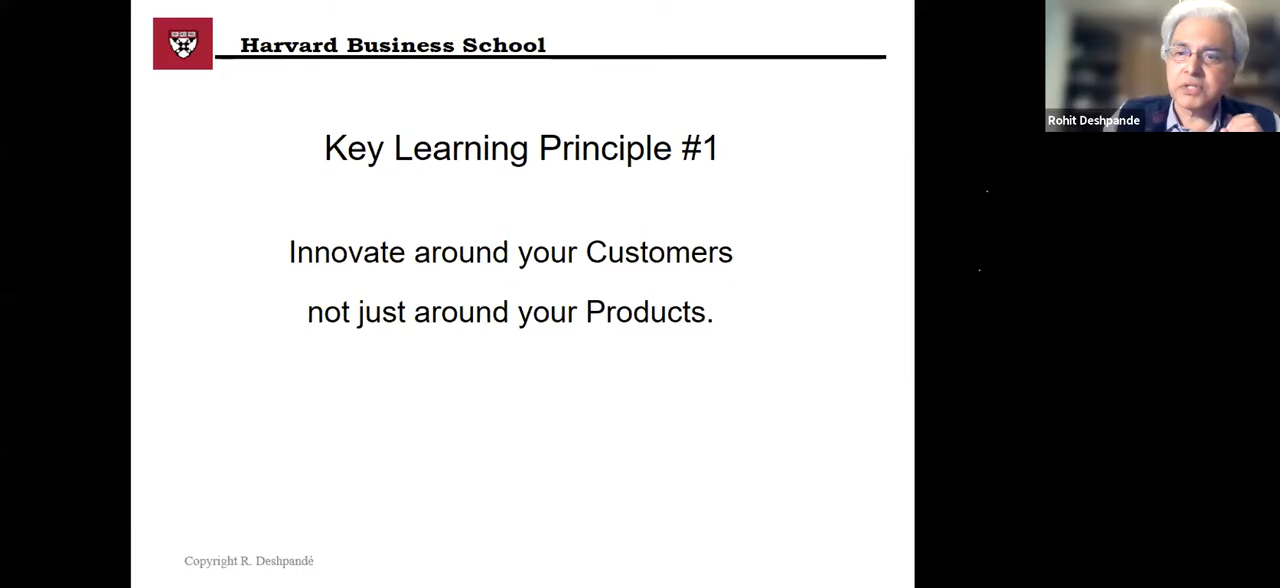 Harvard Business School
Rohit Deshpande
Key Learning Principle #1
Innovate around your Customers
not just around your Products.
Copyright R. Deshpandé